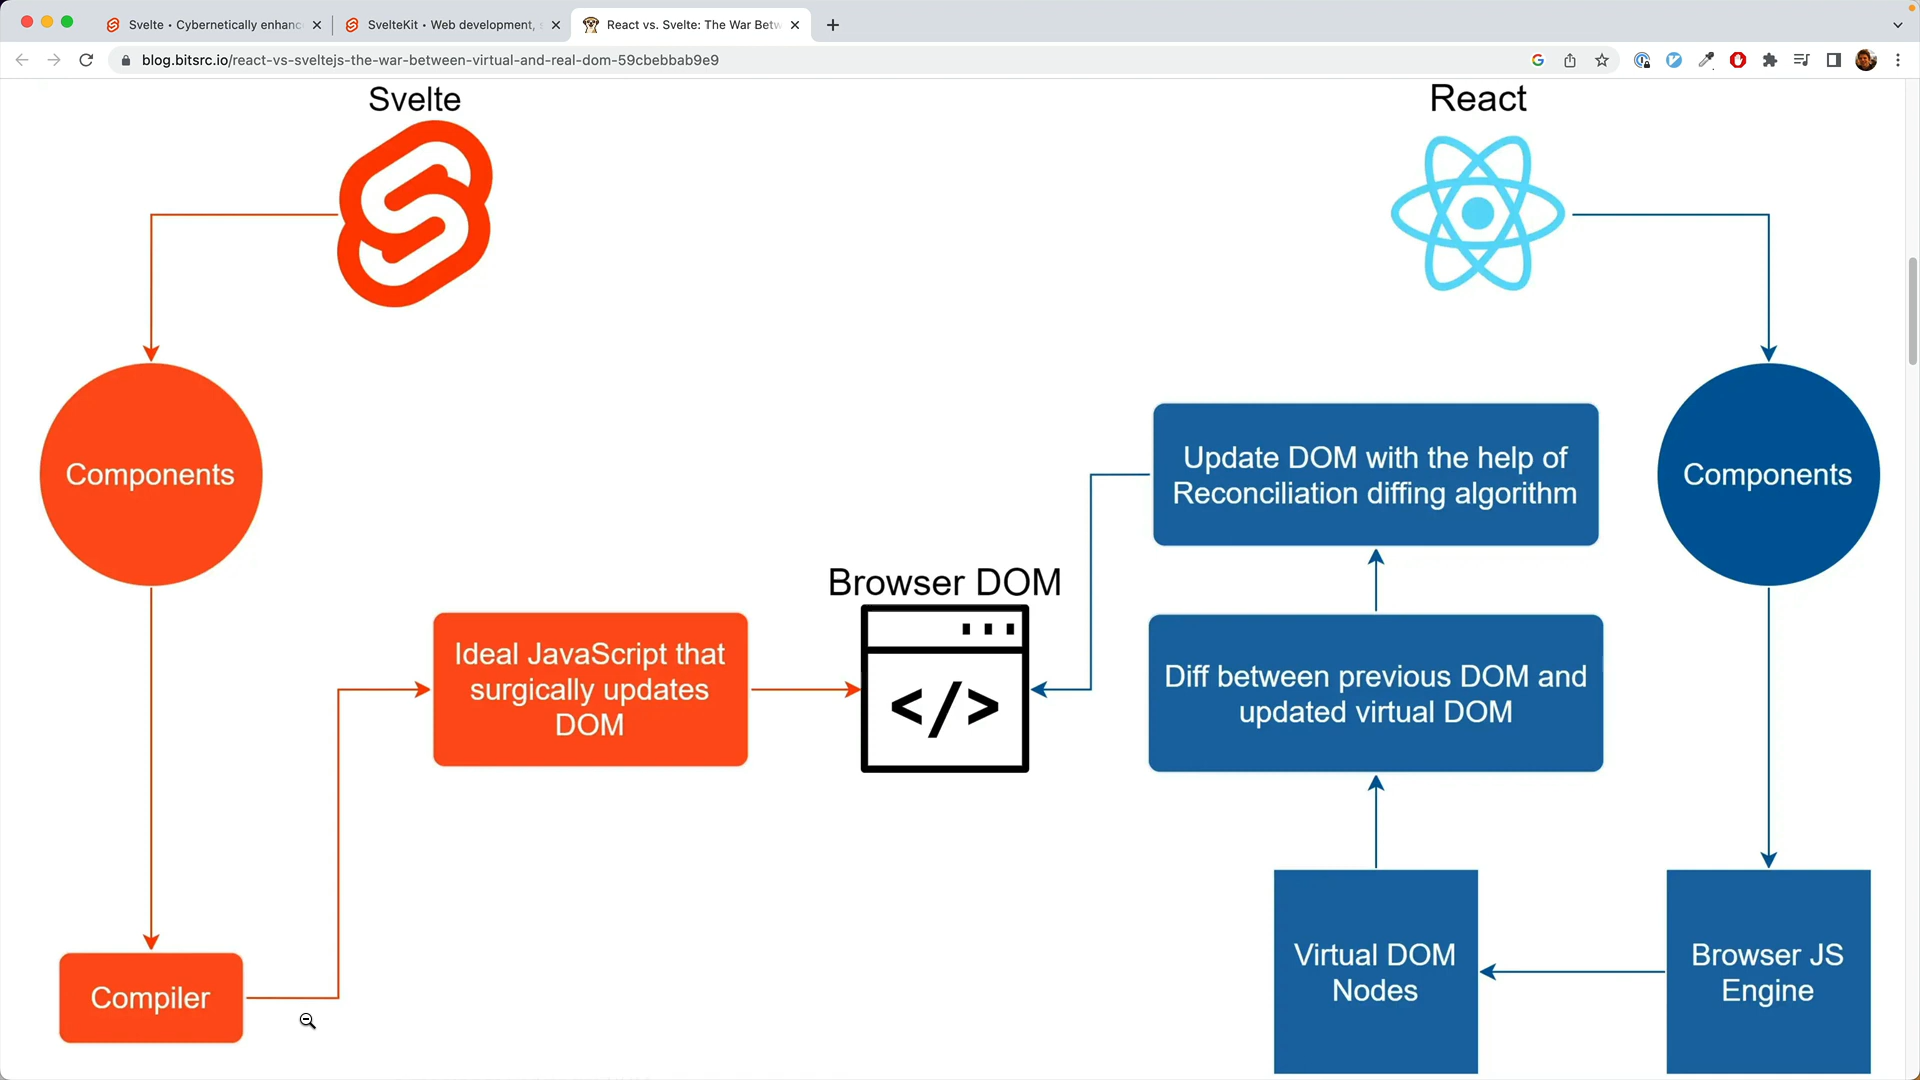 Svelte • Cybernetically enhanc
SvelteKit • Web development, s
React vs. Svelte: The War Betw
blog.bitsrc.io/react-vs-sveltejs-the-war-between-virtual-and-real-dom-59cbebbab9e9
Svelte
React
Components
Update DOM with the help of
Reconciliation diffing algorithm
Components
Browser DOM
</>
Ideal JavaScript that
surgically updates
DOM
Diff between previous DOM and
updated virtual DOM
Compiler
Virtual DOM
Nodes
Browser JS
Engine